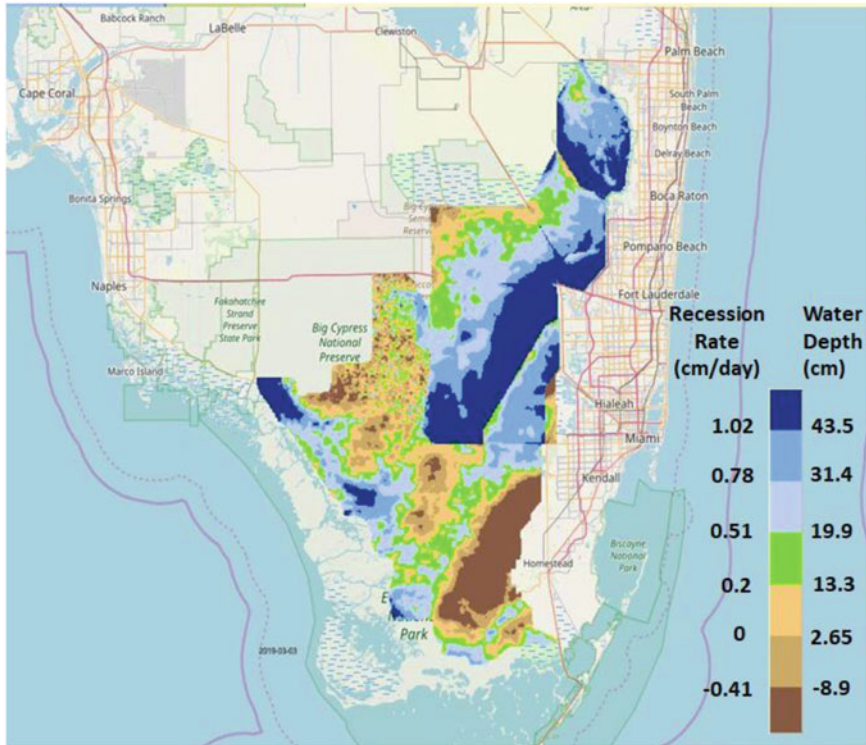 Babcock Ranch
LaBelle
Clewiston
Palm Beach
Cape Coral
South Palm
Beach
Boynton Beach
Delray Beach
Bonita Springs
Boca Raton
Pompano Beach
Naples
Fakahatchee
Strand
Preserve
State Park
Big Cypress
National
Preserve
Fort Lauderdale
Marco Island
Hialeah
Miami
Kendall
Homestead
Biscayne
National
Park
Park
2019-03-03
Recession
Rate
(cm/day)
Water
Depth
(cm)
1.02 43.5
0.78 31.4
0.51 19.9
0.2 13.3
0 2.65
-0.41 -8.9